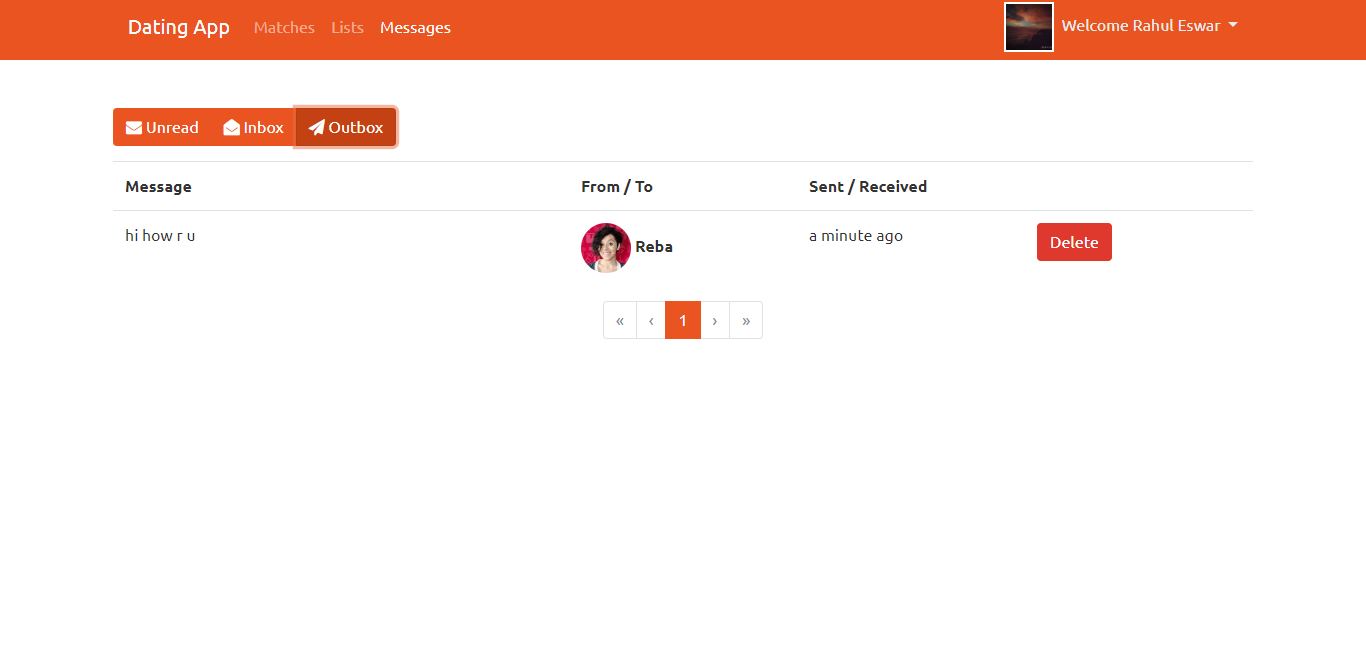 Dating App Matches Lists Messages Welcome Rahul Eswar
Unread Inbox Outbox
Message From / To Sent / Received
hi how r u Reba a minute ago Delete
« ‹ 1 › »